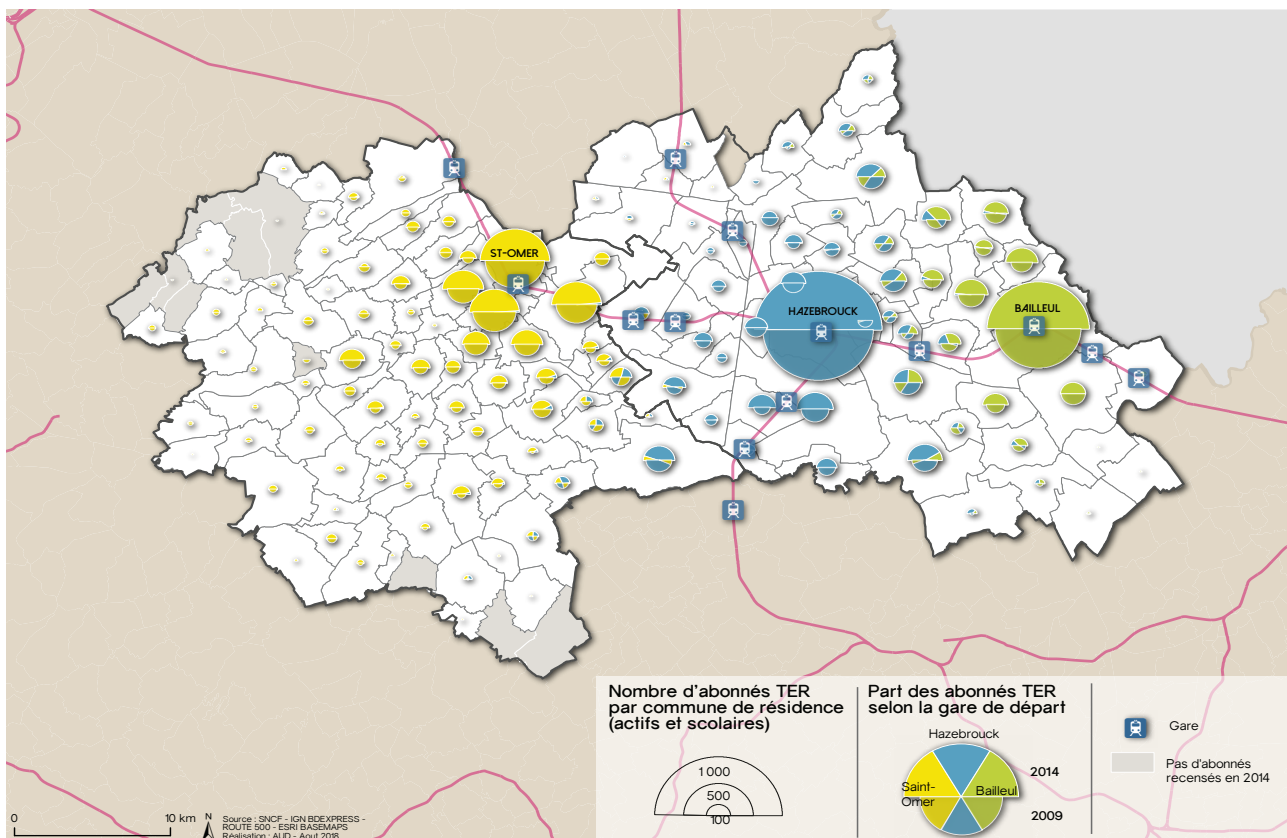 ST-OMER
HAZEBROUCK
BAILLEUL
Nombre d'abonnés TER
par commune de résidence
(actifs et scolaires)
1 000
500
100
Part des abonnés TER
selon la gare de départ
Hazebrouck
2014
Saint-
Omer
Bailleul
2009
Gare
Pas d'abonnés
recensés en 2014
0
10 km
N
Source : SNCF - IGN BDEXPRESS -
ROUTE 500 - ESRI BASEMAPS
Réalisation : AUD - Aout 2018